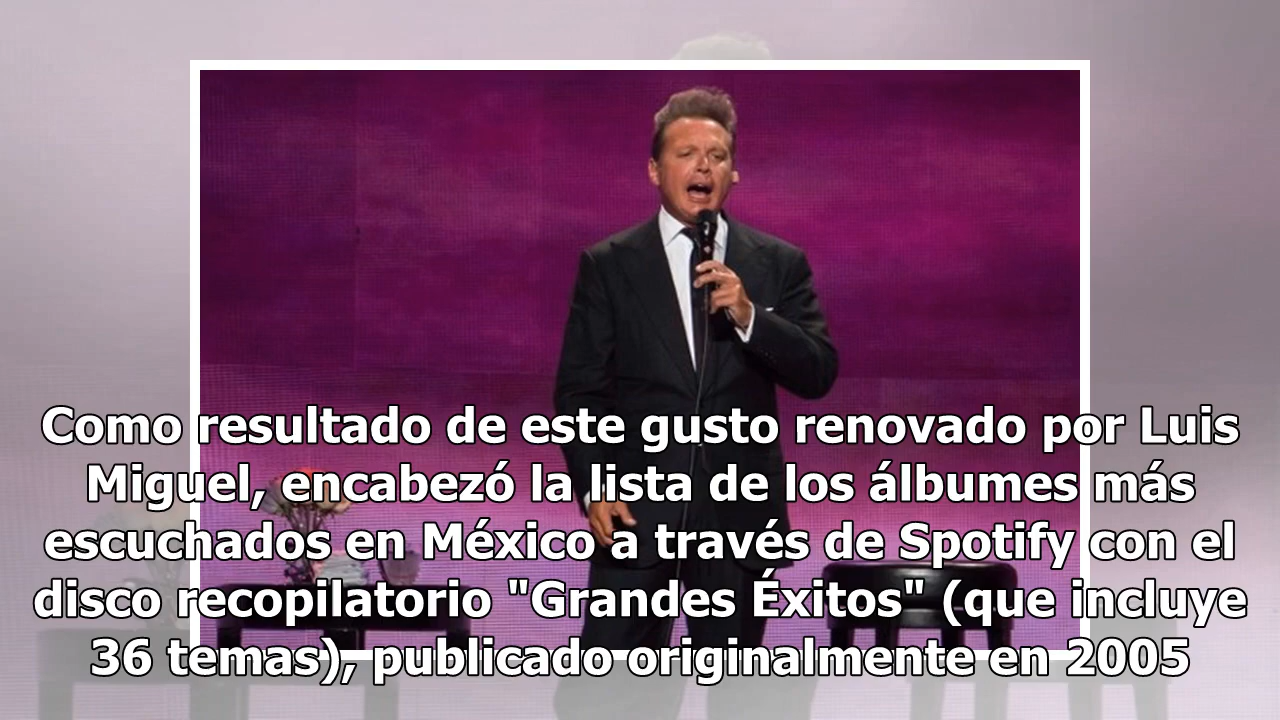 Como resultado de este gusto renovado por Luis
Miguel, encabezó la lista de los álbumes más
escuchados en México a través de Spotify con el
disco recopilatorio "Grandes Éxitos" (que incluye
36 temas), publicado originalmente en 2005